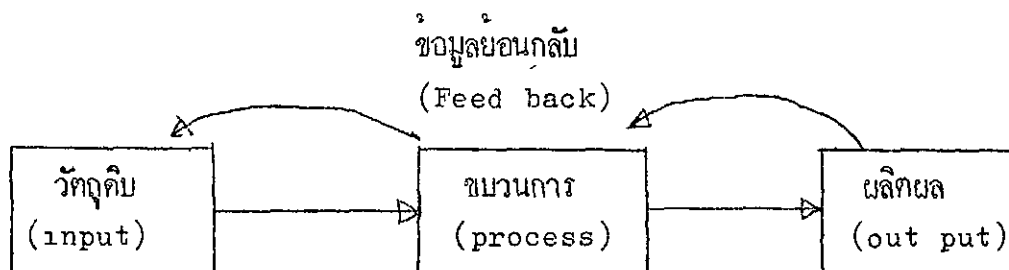 ข้อมูลย้อนกลับ
(Feed back)
วัตถุดิบ
(input)
ขบวนการ
(process)
ผลิตผล
(out put)